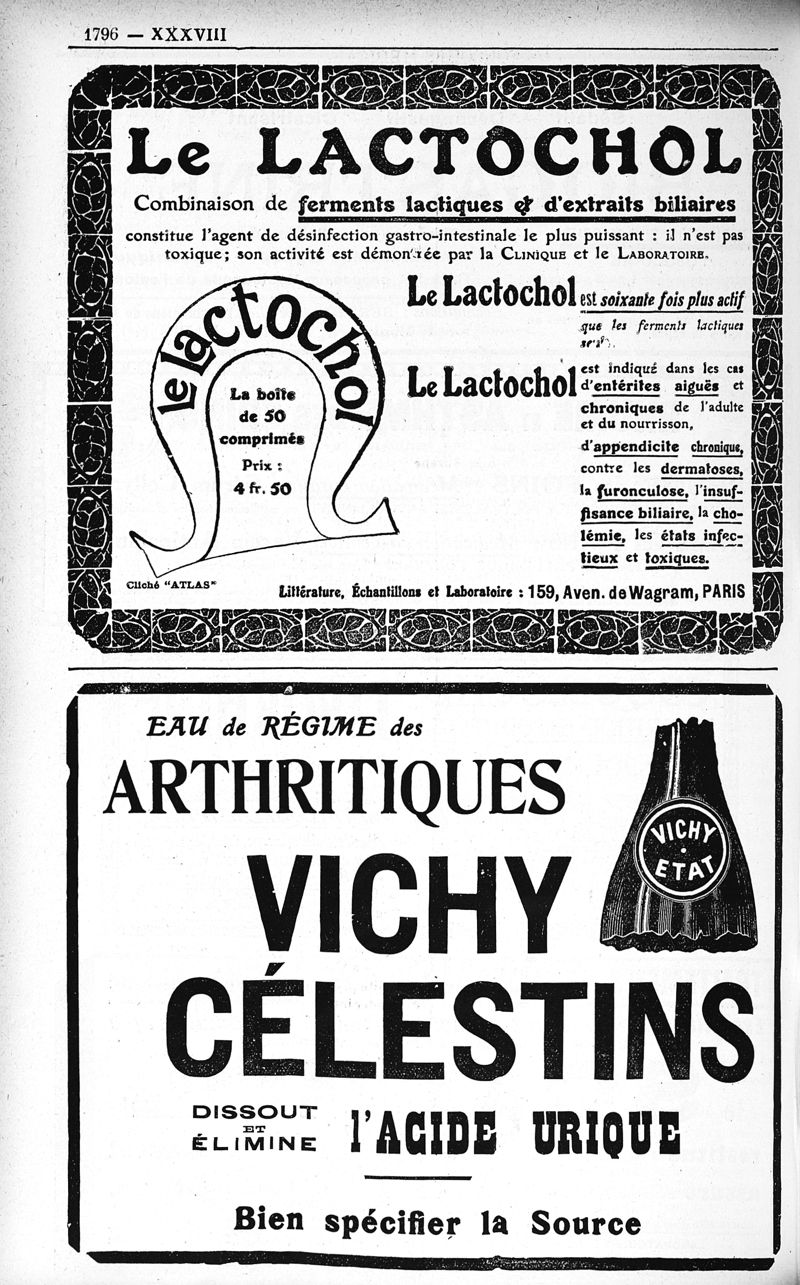 1796 — XXXVIII
Le LACTOCHOL
Combinaison de ferments lactiques & d'extraits biliaires
constitue l'agent de désinfection gastro-intestinale le plus puissant : il n'est pas
toxique; son activité est démontrée par la CLINIQUE et le LABORATOIRE.
le lactochol
La boîte
de 50
comprimés
Prix :
4 fr. 50
Le Lactochol est soixante fois plus actif
que les ferments lactiques
Le Lactochol est indiqué dans les cas
d'entérites aiguës et
chroniques de l'adulte
et du nourrisson,
d'appendicite chronique,
contre les dermatoses,
la furonculose, l'insuf-
fisance biliaire, la cho-
lémie, les états infec-
tieux et toxiques.
Cliché "ATLAS"
Littérature, Échantillons et Laboratoire : 159, Aven. de Wagram, PARIS
EAU de RÉGIME des
ARTHRITIQUES
VICHY
ETAT
VICHY
CÉLESTINS
DISSOUT
ET
ÉLIMINE l'ACIDE URIQUE
Bien spécifier la Source